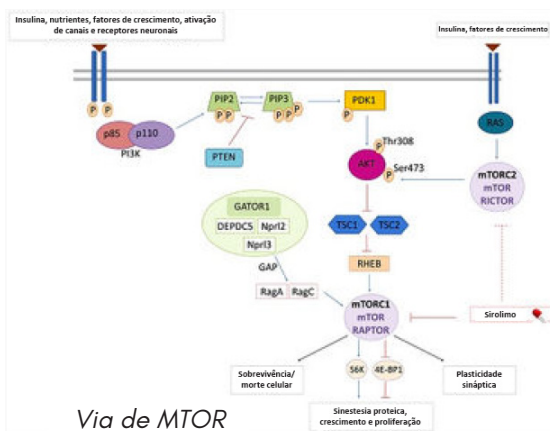 Insulina, nutrientes, fatores de crescimento, ativação
de canais e receptores neuronais
Insulina, fatores de crescimento
P
P
p85
p110
PI3K
PIP2
P
P
PIP3
P
P
P
PTEN
PDK1
P
RAS
P
Thr308
AKT
P
Ser473
mTORC2
mTOR
RICTOR
GATOR1
DEPDC5
Nprl2
Nprl3
TSC1
TSC2
GAP
RHEB
RagA
RagC
mTORC1
mTOR
RAPTOR
Sirolimo
Sobrevivência/
morte celular
S6K
4E-BP1
Plasticidade
sináptica
Sinestesia proteica,
crescimento e proliferação
Via de MTOR